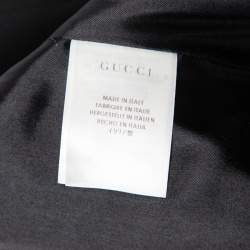 GUCCI
MADE IN ITALY
FABRIQUÉ EN ITALIE
HERGESTELLT IN ITALIEN
HECHO EN ITALIA
イタリア製